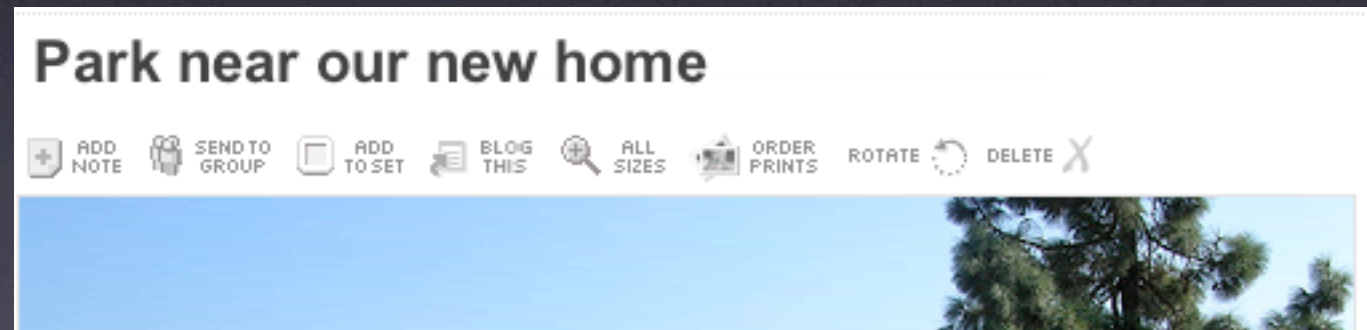 Park near our new home
ADD NOTE
SEND TO GROUP
ADD TO SET
BLOG THIS
ALL SIZES
ORDER PRINTS
ROTATE
DELETE